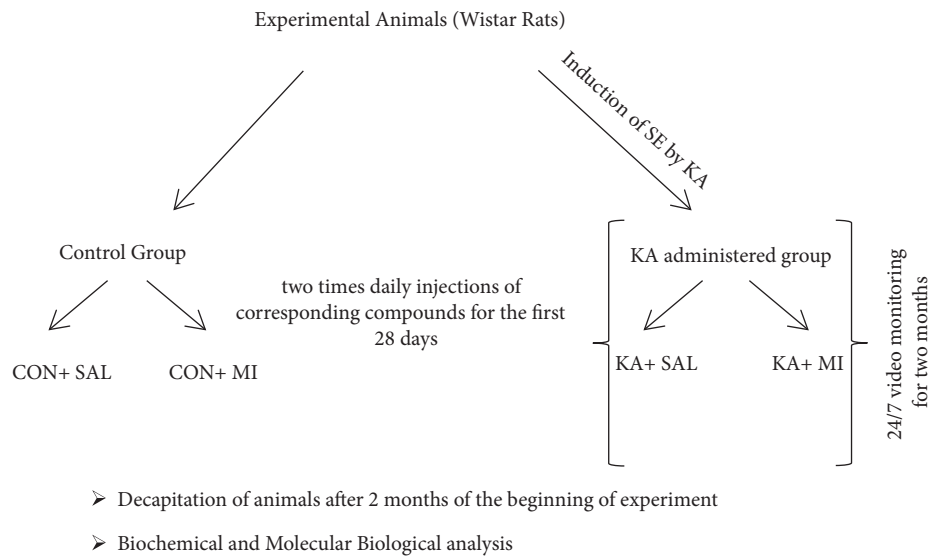 Experimental Animals (Wistar Rats)
Induction of SE by KA
Control Group
KA administered group
two times daily injections of
corresponding compounds for the first
28 days
CON+ SAL
CON+ MI
KA+ SAL
KA+ MI
24/7 video monitoring
for two months
➢ Decapitation of animals after 2 months of the beginning of experiment
➢ Biochemical and Molecular Biological analysis